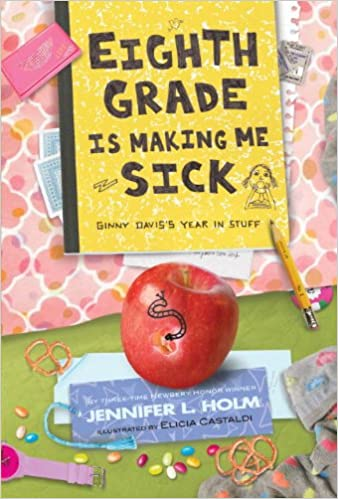 EIGHTH
GRADE
IS MAKING ME
SICK
GINNY DAVIS'S YEAR IN STUFF
BY THREE-TIME NEWBERY HONOR WINNER
JENNIFER L. HOLM
ILLUSTRATED BY ELICIA CASTALDI